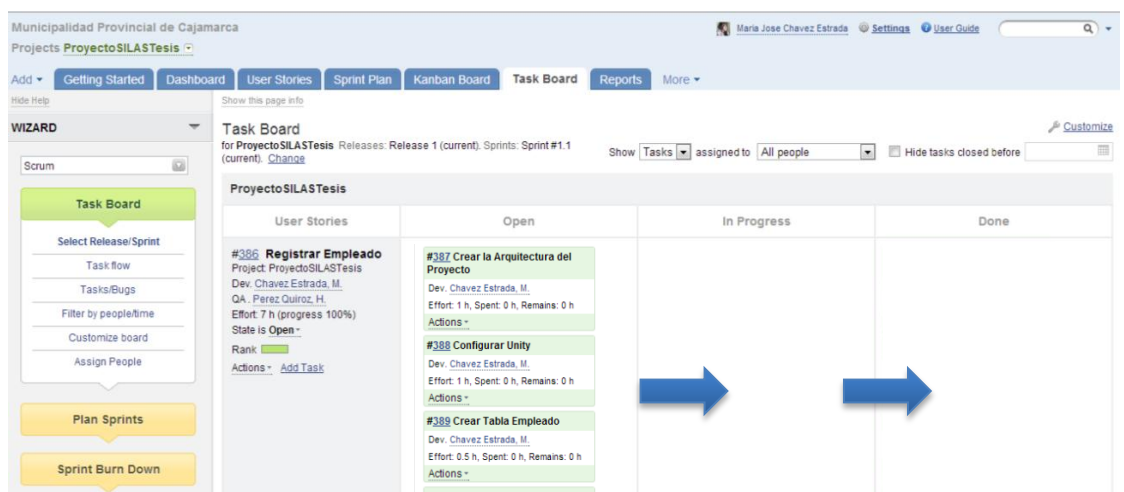 Municipalidad Provincial de Cajamarca
Maria Jose Chavez Estrada Settings User Guide
Projects ProyectoSILASTesis
Add Getting Started Dashboard User Stories Sprint Plan Kanban Board Task Board Reports More
Hide Help
Show this page info
WIZARD
Scrum
Task Board
Select Release/Sprint
Task flow
Tasks/Bugs
Filter by people/time
Customize board
Assign People
Plan Sprints
Sprint Burn Down
Task Board
Customize
for ProyectoSILASTesis Releases: Release 1 (current). Sprints: Sprint #1.1
(current). Change
Show Tasks assigned to All people Hide tasks closed before
ProyectoSILASTesis
User Stories Open In Progress Done
#386 Registrar Empleado
Project: ProyectoSILASTesis
Dev. Chavez Estrada, M.
QA . Perez Quiroz, H.
Effort: 7 h (progress 100%)
State is Open
Rank
Actions Add Task
#387 Crear la Arquitectura del
Proyecto
Dev. Chavez Estrada, M.
Effort: 1 h, Spent: 0 h, Remains: 0 h
Actions
#388 Configurar Unity
Dev. Chavez Estrada, M.
Effort: 1 h, Spent: 0 h, Remains: 0 h
Actions
#389 Crear Tabla Empleado
Dev. Chavez Estrada, M.
Effort: 0.5 h, Spent: 0 h, Remains: 0 h
Actions